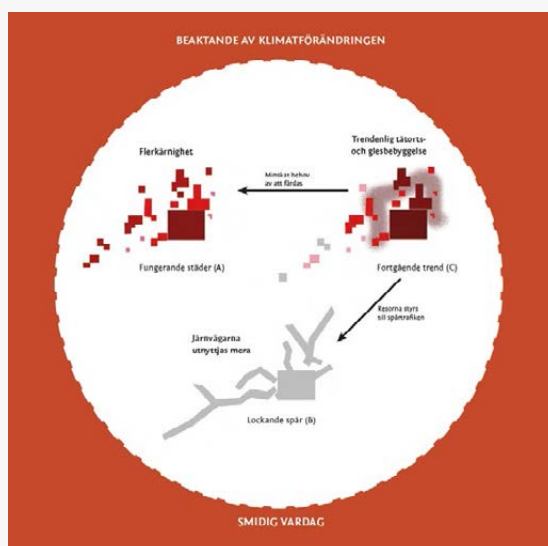 BEAKTANDE AV KLIMATFÖRÄNDRINGEN
Flerkärnighet
Trendenlig tätorts-
och glesbebyggelse
Minskat behov
av att färdas
Fungerande städer (A)
Fortgående trend (C)
Resorna styrs
till spårtrafiken
Järnvägarna
utnyttjas mera
Lockande spår (B)
SMIDIG VARDAG